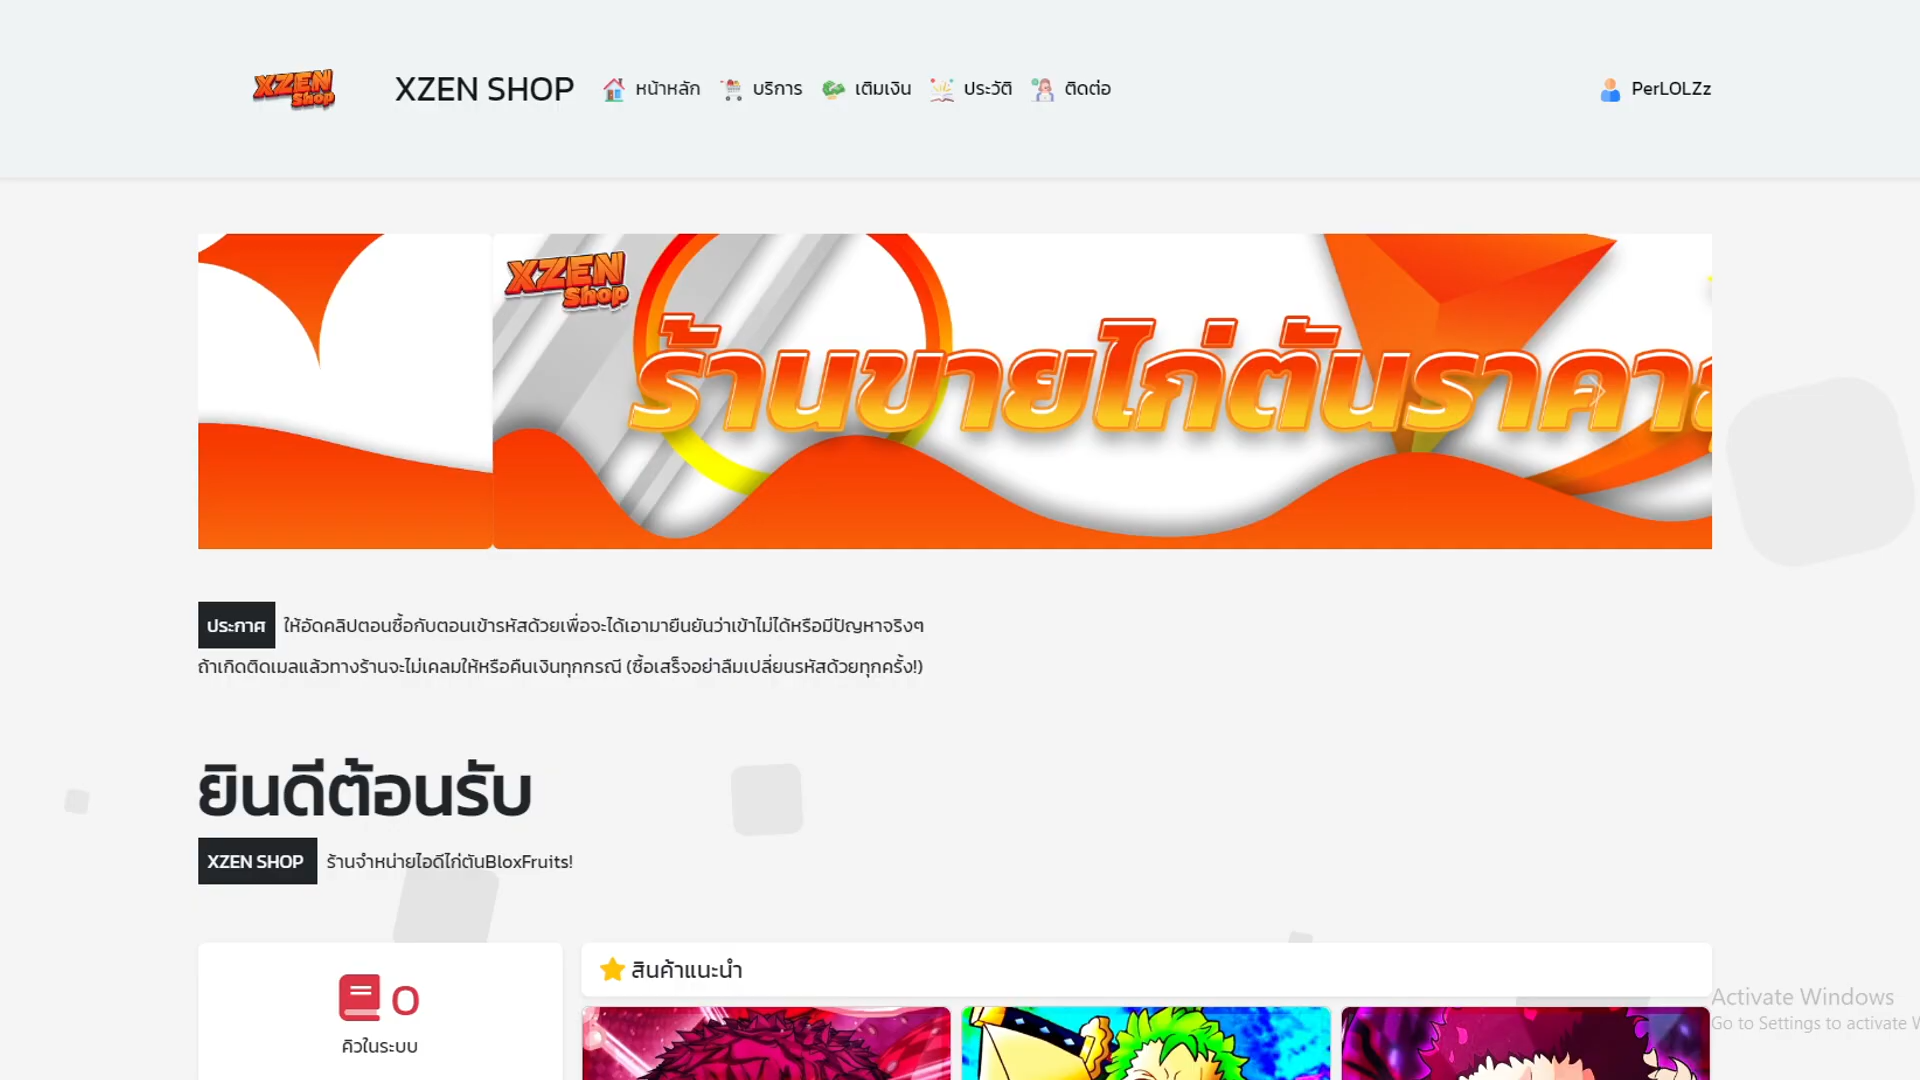 XZEN
Shop
XZEN SHOP
หน้าหลัก
บริการ
เติมเงิน
ประวัติ
ติดต่อ
PerLOLZz
XZEN
Shop
ร้านขายไก่ตันราคา
ประกาศ ให้อัดคลิปตอนซื้อกับตอนเข้ารหัสด้วยเพื่อจะได้เอามายืนยันว่าเข้าไม่ได้หรือมีปัญหาจริงๆ
ถ้าเกิดติดเมลแล้วทางร้านจะไม่เคลมให้หรือคืนเงินทุกกรณี (ซื้อเสร็จอย่าลืมเปลี่ยนรหัสด้วยทุกครั้ง!)
ยินดีต้อนรับ
XZEN SHOP ร้านจำหน่ายไอดีไก่ตันBloxFruits!
0
คิวในระบบ
สินค้าแนะนำ
Activate Windows
Go to Settings to activate